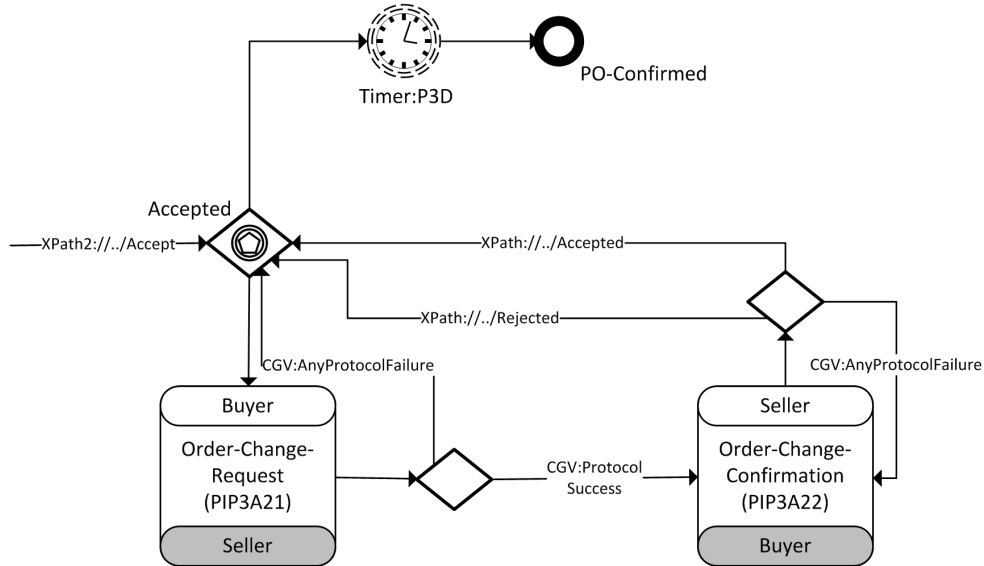 Timer:P3D
PO-Confirmed
Accepted
XPath2://../Accept
XPath://../Accepted
XPath://../Rejected
CGV:AnyProtocolFailure
CGV:AnyProtocolFailure
Buyer
Order-Change-
Request
(PIP3A21)
Seller
CGV:Protocol
Success
Seller
Order-Change-
Confirmation
(PIP3A22)
Buyer